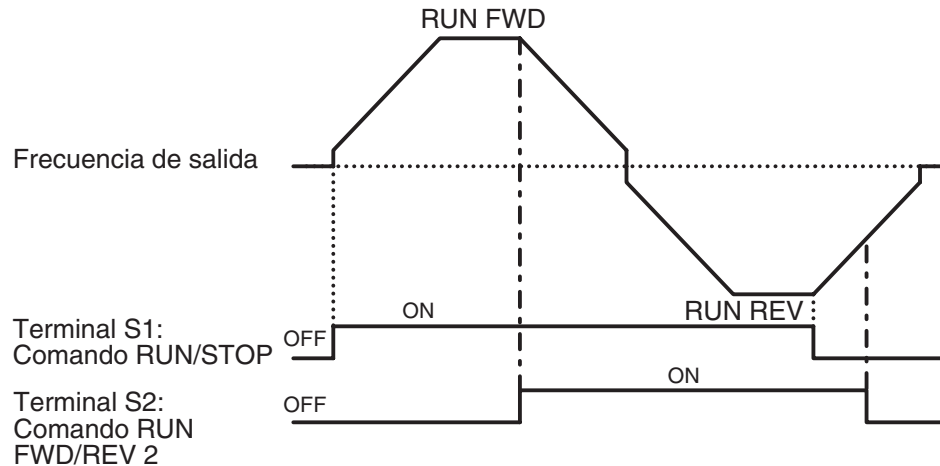 RUN FWD
Frecuencia de salida
RUN REV
Terminal S1:
Comando RUN/STOP
OFF
ON
Terminal S2:
Comando RUN
FWD/REV 2
OFF
ON